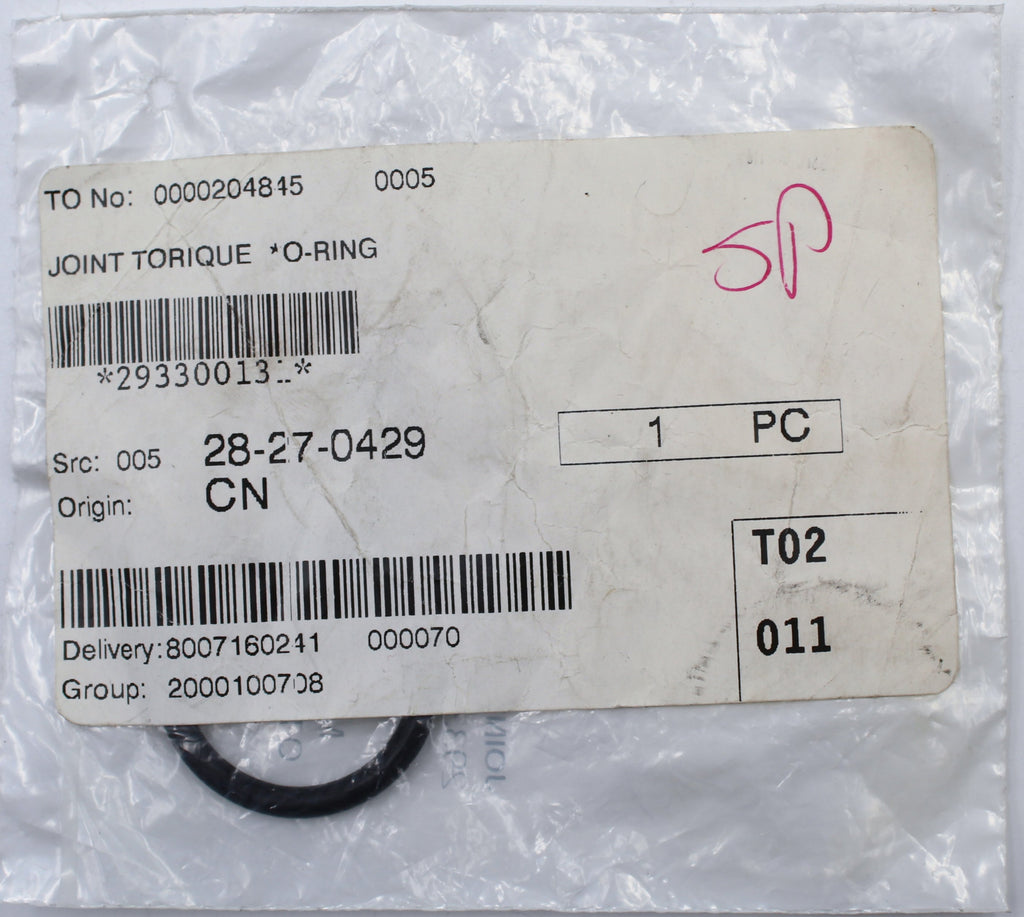 TO No: 0000204845 0005
SP
JOINT TORIQUE *O-RING
Src: 005 28-27-0429
1 PC
Origin: CN
T02
011
Delivery:8007160241 000070
Group: 2000100708